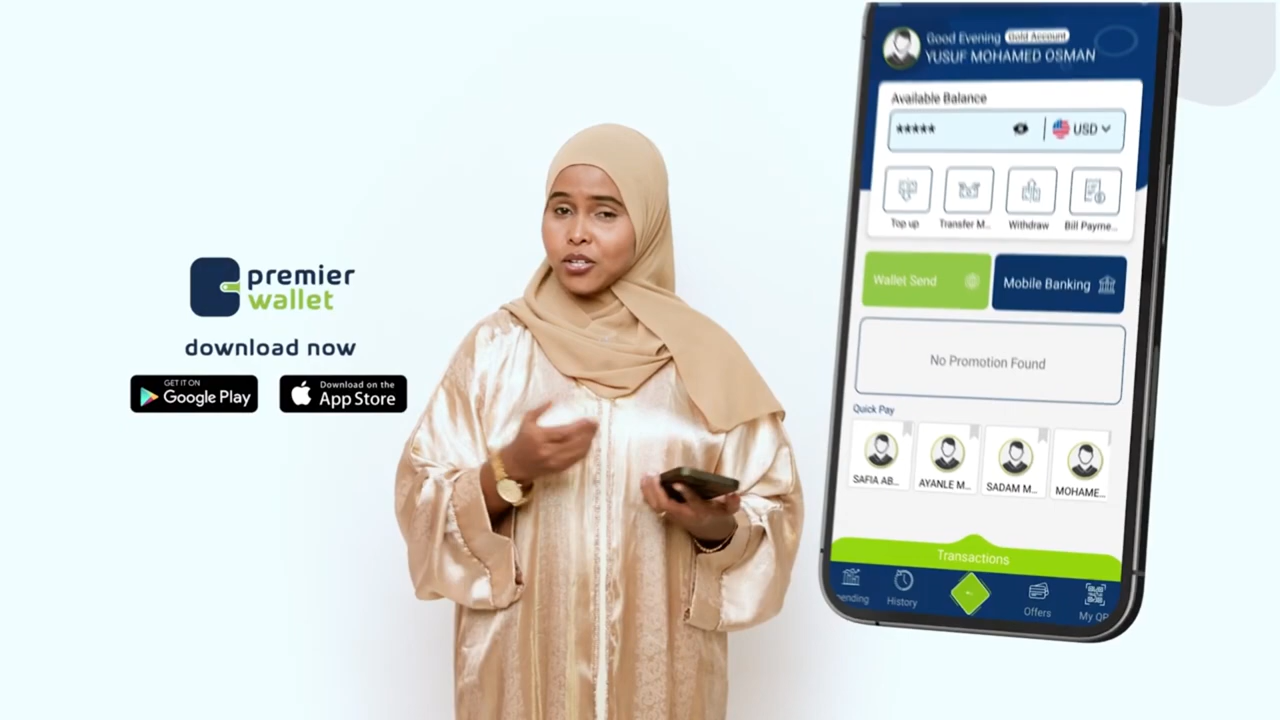 premier
wallet
download now
GET IT ON
Google Play
Download on the
App Store
Good Evening Gold Account
YUSUF MOHAMED OSMAN
Available Balance
***** USD
Top up Transfer M... Withdraw Bill Payme...
Wallet Send Mobile Banking
No Promotion Found
Quick Pay
SAFIA AB... AYANLE M... SADAM M... MOHAME...
Transactions
ending History Offers My QR